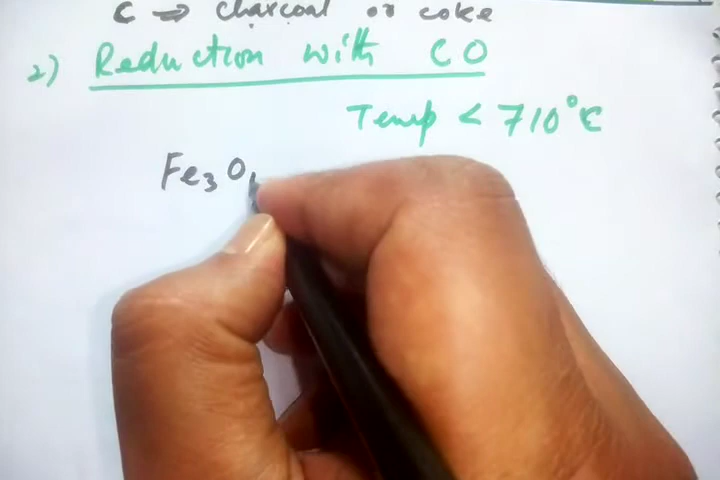 C ⇒ charcoal or coke
2) Reduction with CO
Temp < 710°C
Fe3O